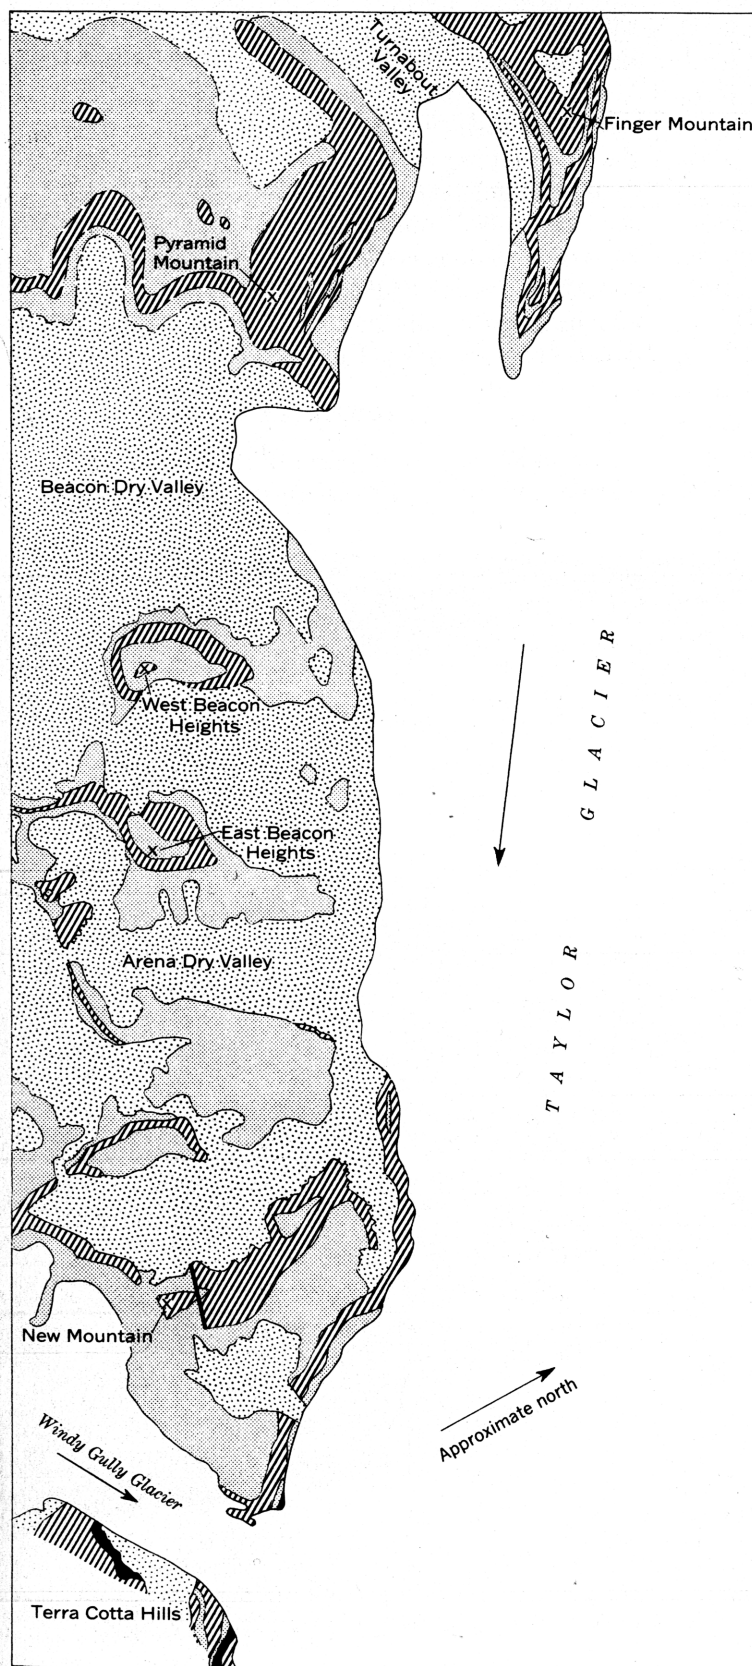 Turnabout
Valley
Finger Mountain
Pyramid
Mountain
Beacon Dry Valley
West Beacon
Heights
East Beacon
Heights
Arena Dry Valley
TAYLOR GLACIER
New Mountain
Approximate north
Windy Gully Glacier
Terra Cotta Hills